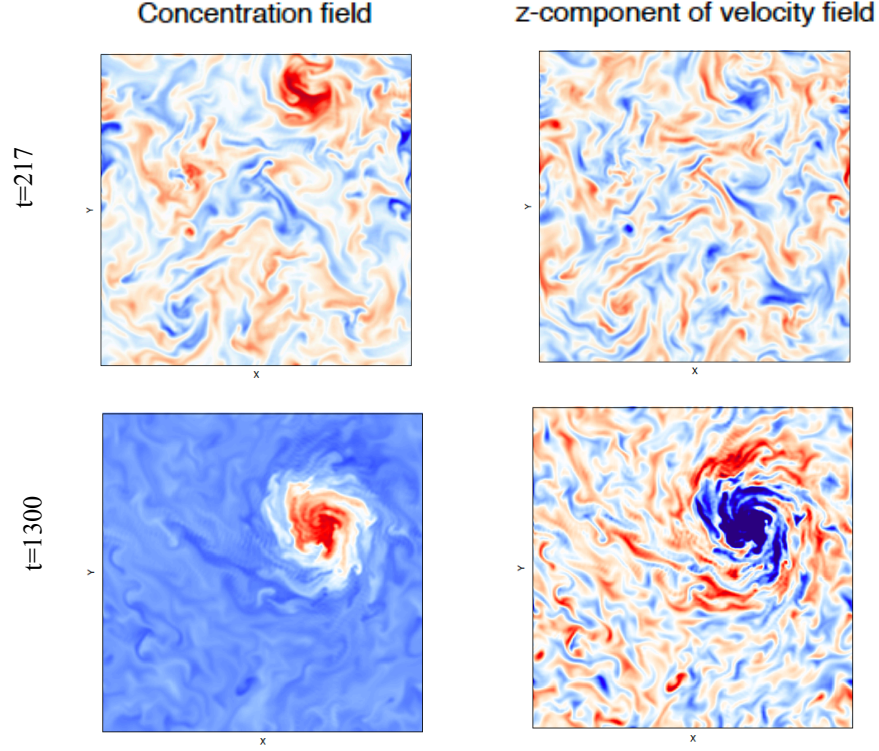 Concentration field
z-component of velocity field
t=217
Y
X
Y
X
t=1300
Y
X
Y
X